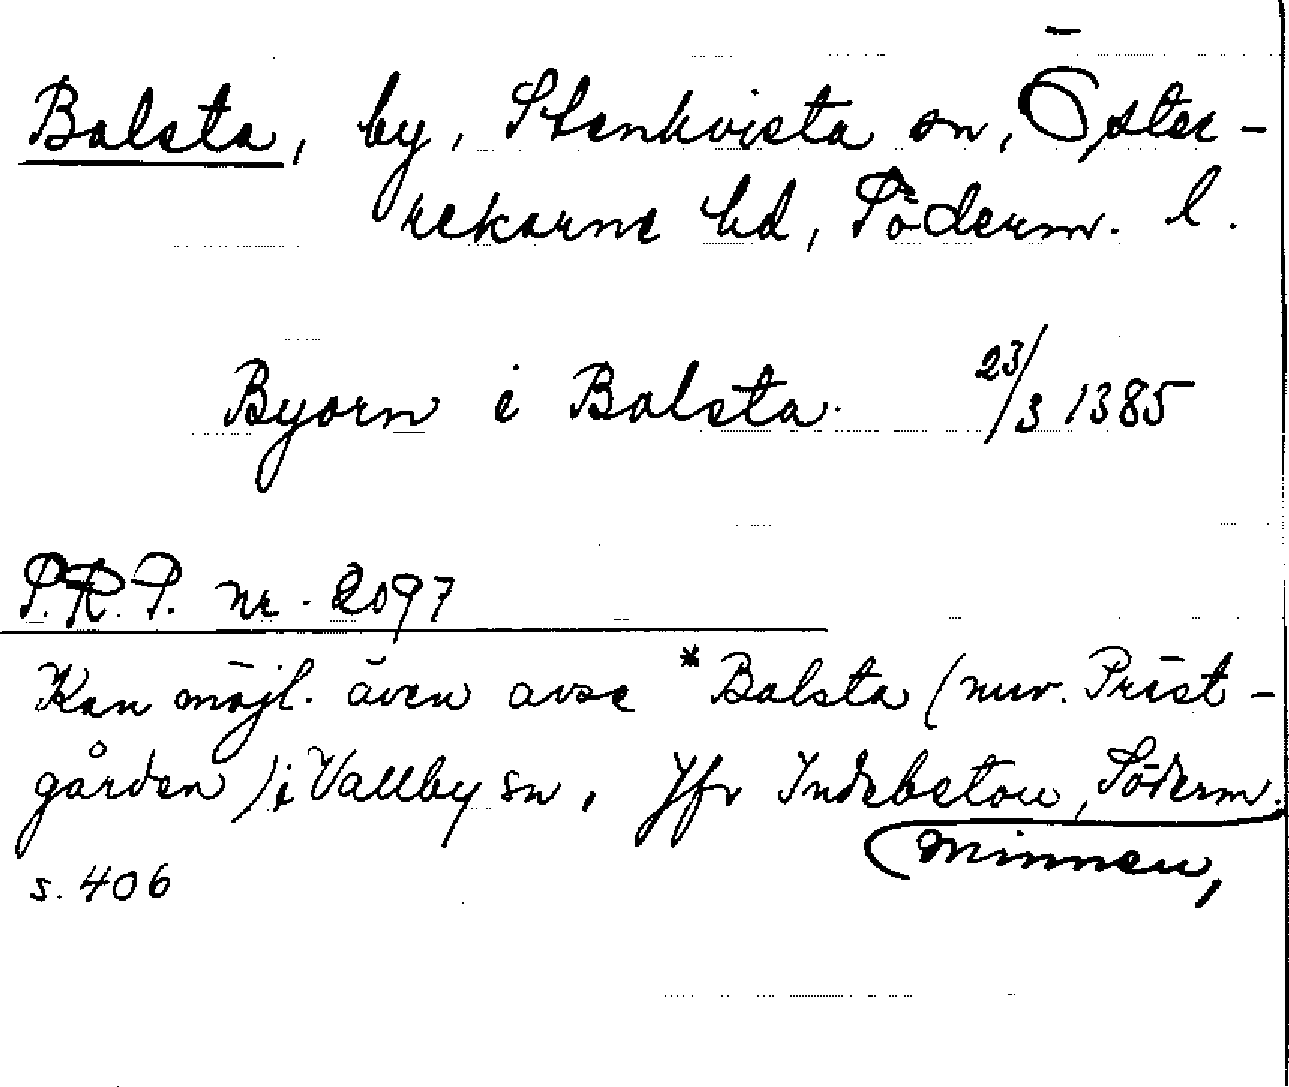 Balsta, by, Stenkvista sn, Öster-
rekarne hd, Söderm. l.
Byorn i Balsta. 23/3 1385
P.R.P. nr. 2097
Kan möjl. även avse *Balsta (nuv. Präst-
gården) i Vallby sn. Jfr Indebetou, Söderm.
minnen,
s. 406